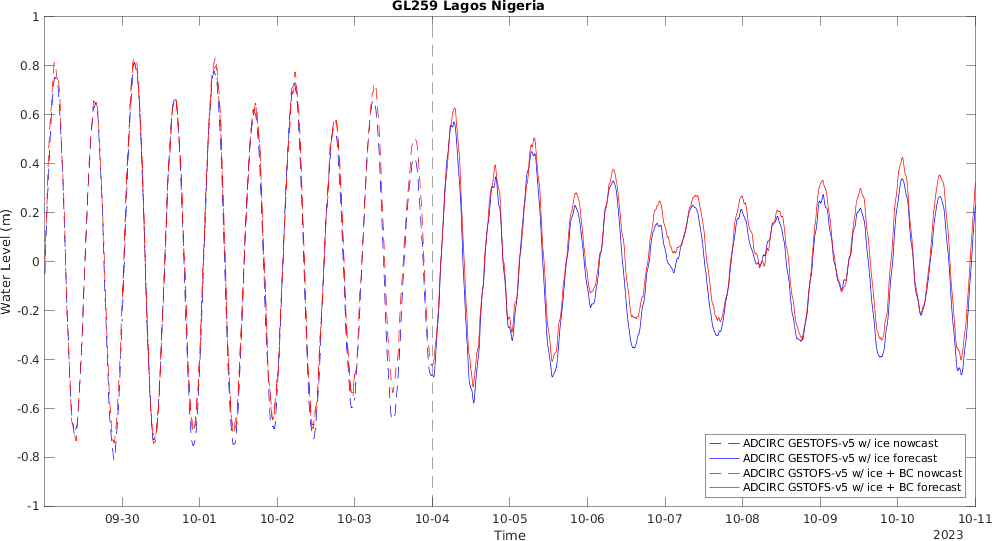 GL259 Lagos Nigeria
Water Level (m)
1
0.8
0.6
0.4
0.2
0
-0.2
-0.4
-0.6
-0.8
-1
ADCIRC GESTOFS-v5 w/ ice nowcast
ADCIRC GESTOFS-v5 w/ ice forecast
ADCIRC GSTOFS-v5 w/ ice + BC nowcast
ADCIRC GSTOFS-v5 w/ ice + BC forecast
09-30 10-01 10-02 10-03 10-04 10-05 10-06 10-07 10-08 10-09 10-10 10-11
Time
2023